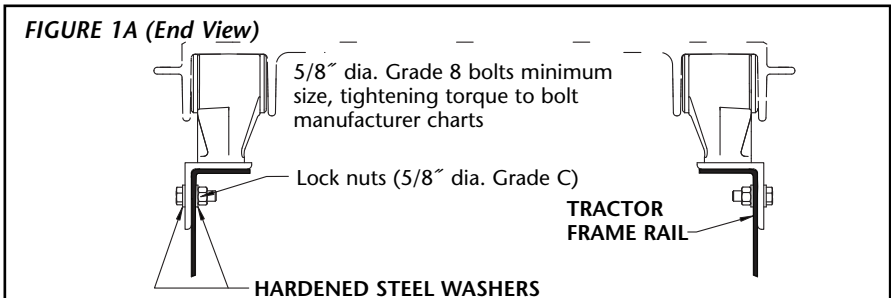 FIGURE 1A (End View)
5/8˝ dia. Grade 8 bolts minimum
size, tightening torque to bolt
manufacturer charts
Lock nuts (5/8˝ dia. Grade C)
TRACTOR
FRAME RAIL
HARDENED STEEL WASHERS